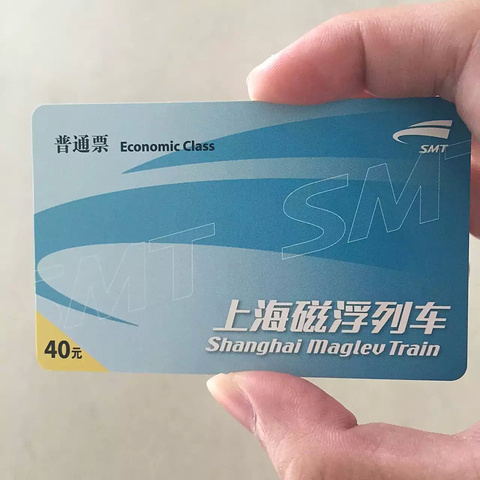 普通票 Economic Class
SMT
SMT
SMT
上海磁浮列车
Shanghai Maglev Train
40元